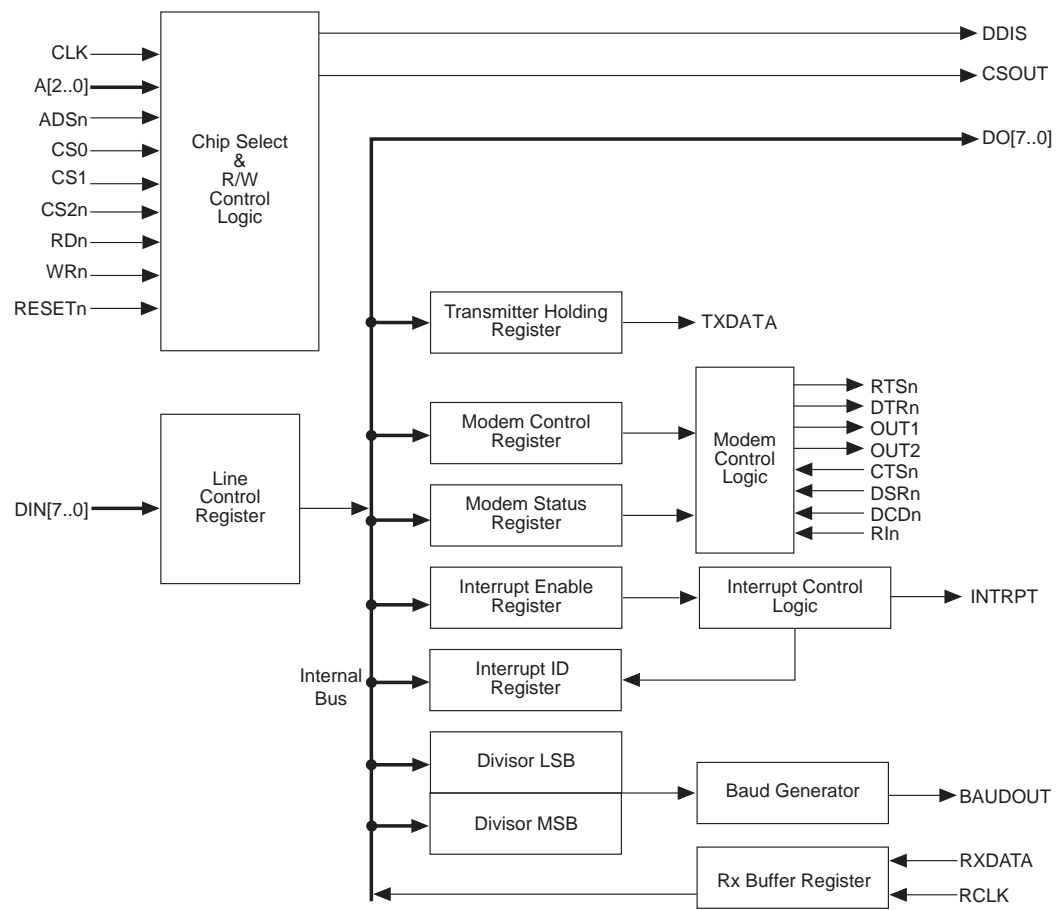 CLK
A[2..0]
ADSn
CS0
CS1
CS2n
RDn
WRn
RESETn
Chip Select
&
R/W
Control
Logic
DDIS
CSOUT
DO[7..0]
Transmitter Holding
Register
TXDATA
DIN[7..0]
Line
Control
Register
Modem Control
Register
Modem Status
Register
Modem
Control
Logic
RTSn
DTRn
OUT1
OUT2
CTSn
DSRn
DCDn
RIn
Interrupt Enable
Register
Interrupt Control
Logic
INTRPT
Internal
Bus
Interrupt ID
Register
Divisor LSB
Divisor MSB
Baud Generator
BAUDOUT
Rx Buffer Register
RXDATA
RCLK